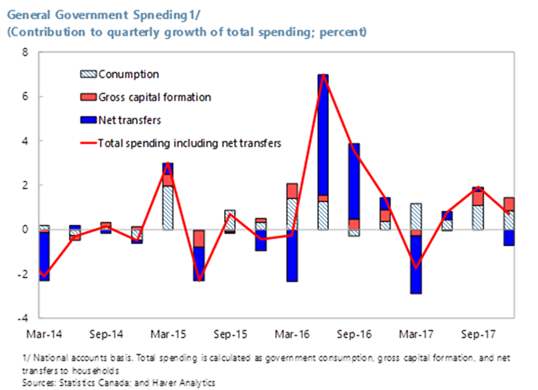 General Government Spneding1/
(Contribution to quarterly growth of total spending; percent)
8
Conumption
Gross capital formation
6
Net transfers
Total spending including net transfers
4
2
0
-2
-4
Mar-14 Sep-14 Mar-15 Sep-15 Mar-16 Sep-16 Mar-17 Sep-17
1/ National accounts basis. Total spending is calculated as government consumption, gross capital formation, and net
transfers to households
Sources: Statistics Canada; and Haver Analytics